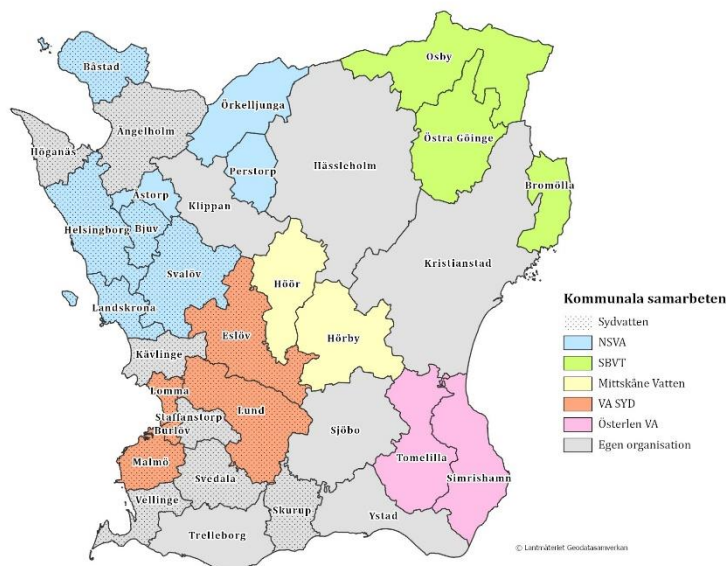 Båstad
Örkelljunga
Osby
Ängelholm
Östra Göinge
Höganäs
Hässleholm
Perstorp
Bromölla
Åstorp
Klippan
Helsingborg
Bjuv
Kristianstad
Svalöv
Höör
Landskrona
Eslöv
Hörby
Kävlinge
Lomma
Staffanstorp
Lund
Burlöv
Sjöbo
Malmö
Tomelilla
Svedala
Simrishamn
Vellinge
Skurup
Ystad
Trelleborg
Kommunala samarbeten
Sydvatten
NSVA
SBVT
Mittskåne Vatten
VA SYD
Österlen VA
Egen organisation
© Lantmäteriet Geodatasamverkan